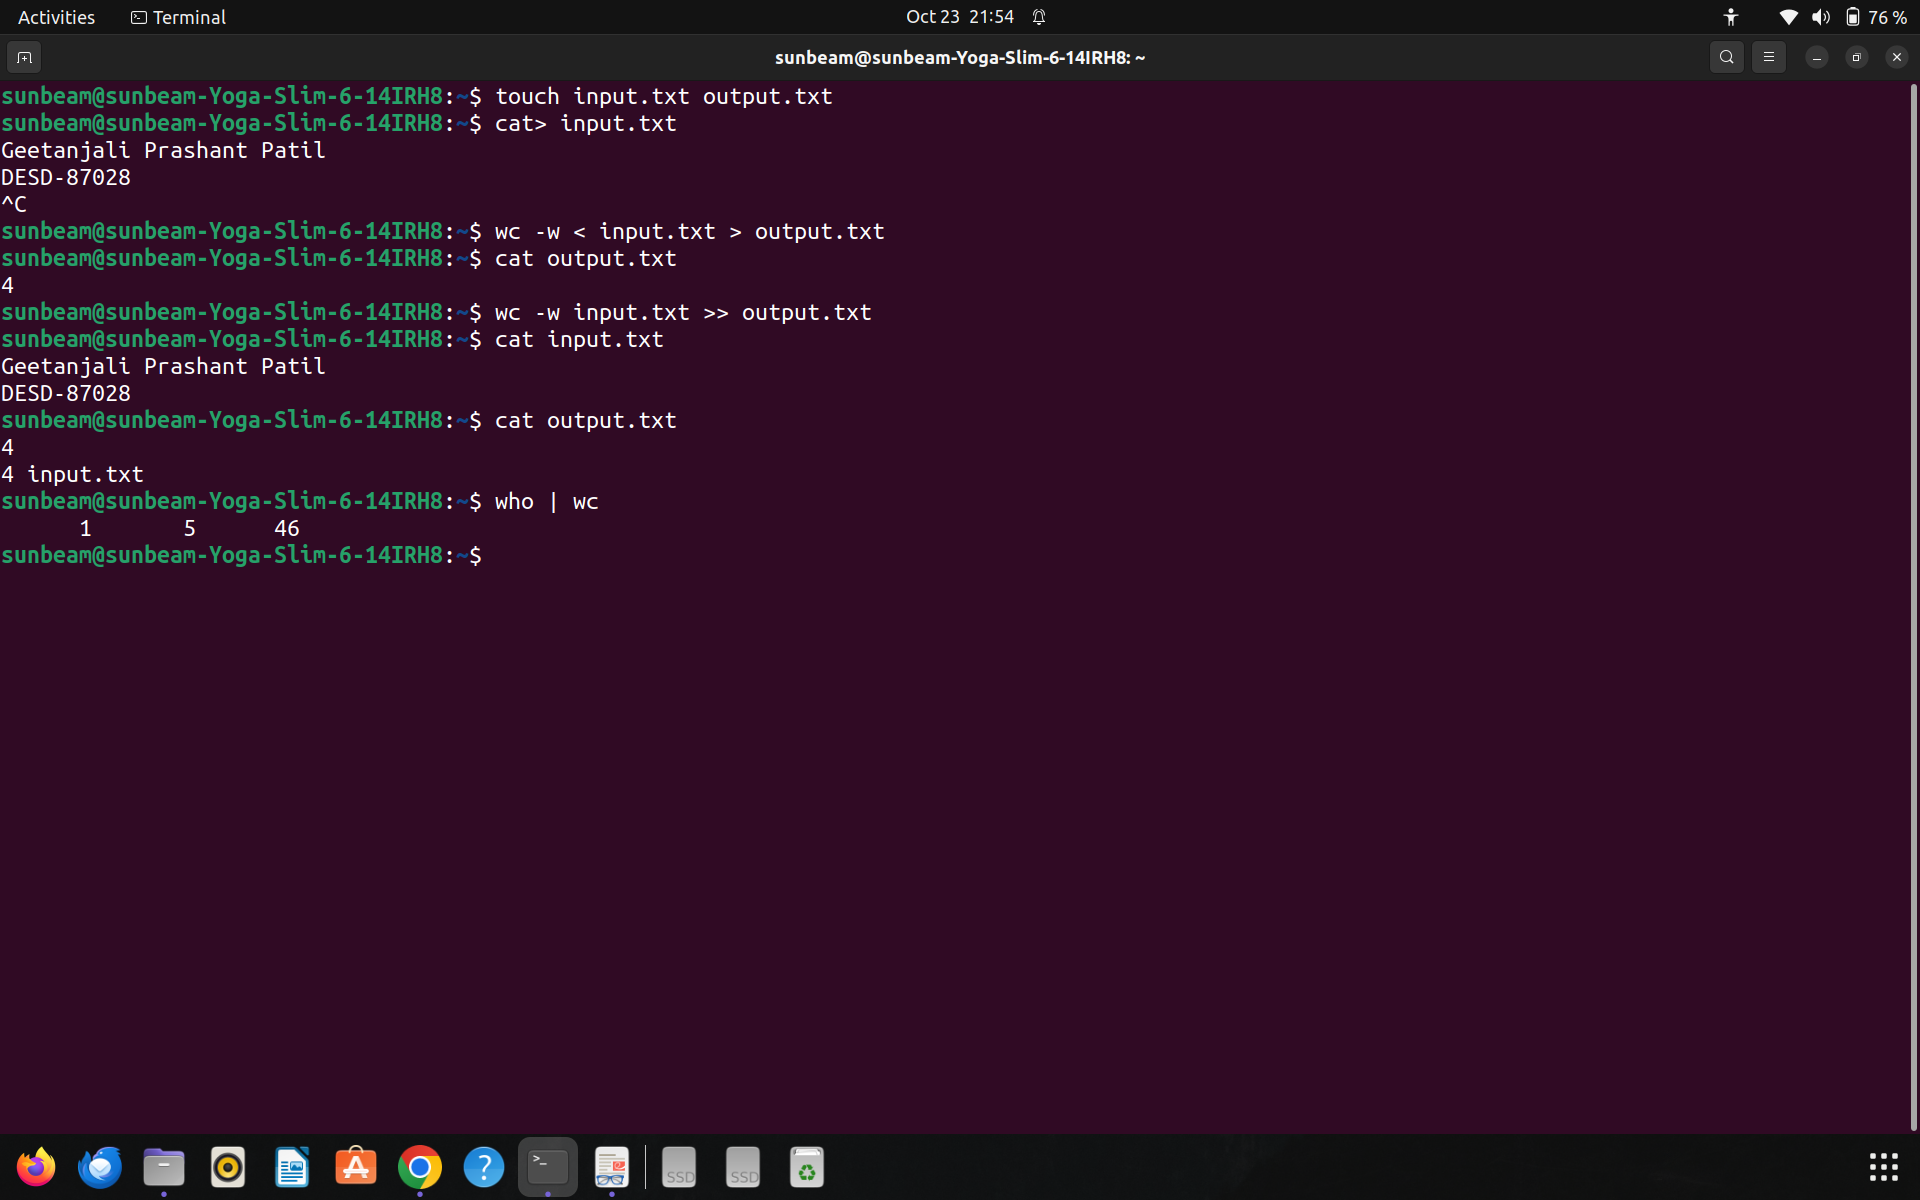 Activities Terminal Oct 23 21:54 76 %
sunbeam@sunbeam-Yoga-Slim-6-14IRH8: ~
sunbeam@sunbeam-Yoga-Slim-6-14IRH8:~$ touch input.txt output.txt
sunbeam@sunbeam-Yoga-Slim-6-14IRH8:~$ cat> input.txt
Geetanjali Prashant Patil
DESD-87028
^C
sunbeam@sunbeam-Yoga-Slim-6-14IRH8:~$ wc -w < input.txt > output.txt
sunbeam@sunbeam-Yoga-Slim-6-14IRH8:~$ cat output.txt
4
sunbeam@sunbeam-Yoga-Slim-6-14IRH8:~$ wc -w input.txt >> output.txt
sunbeam@sunbeam-Yoga-Slim-6-14IRH8:~$ cat input.txt
Geetanjali Prashant Patil
DESD-87028
sunbeam@sunbeam-Yoga-Slim-6-14IRH8:~$ cat output.txt
4
4 input.txt
sunbeam@sunbeam-Yoga-Slim-6-14IRH8:~$ who | wc
      1       5      46
sunbeam@sunbeam-Yoga-Slim-6-14IRH8:~$
SSD SSD